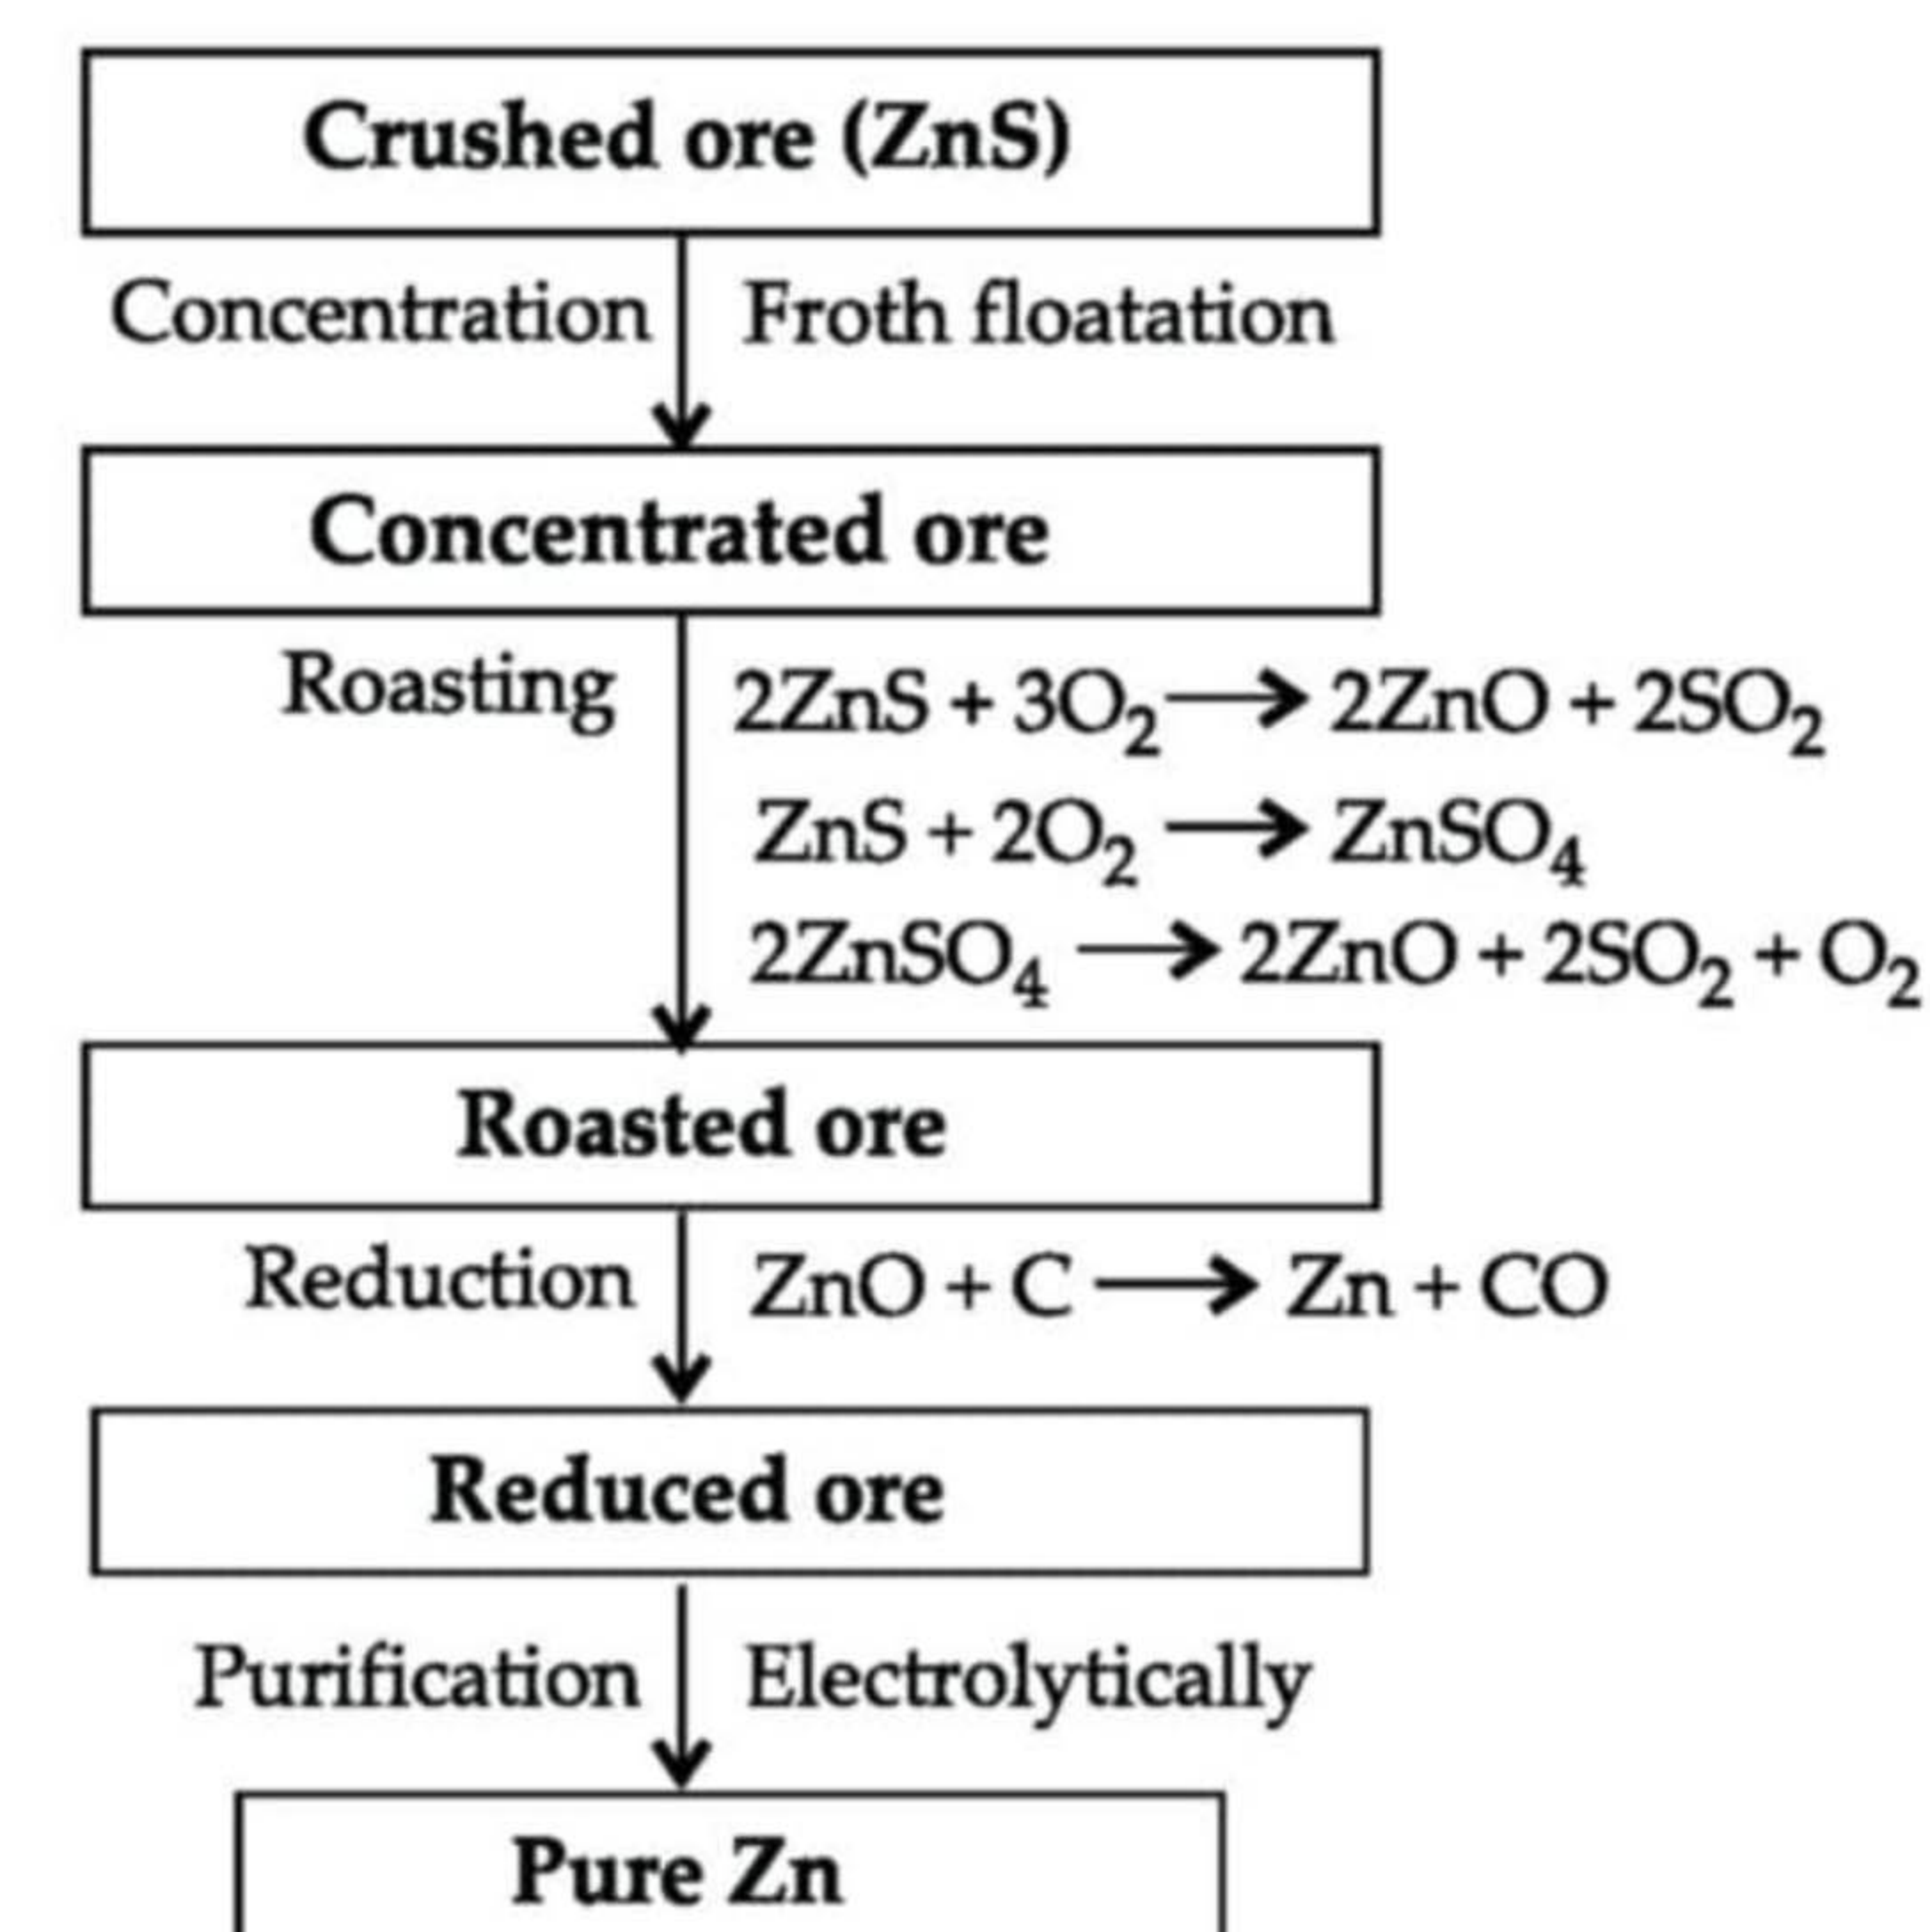 Crushed ore (ZnS)
Concentration Froth floatation
Concentrated ore
Roasting 2ZnS + 3O₂ ⟶ 2ZnO + 2SO₂
ZnS + 2O₂ ⟶ ZnSO₄
2ZnSO₄ ⟶ 2ZnO + 2SO₂ + O₂
Roasted ore
Reduction ZnO + C ⟶ Zn + CO
Reduced ore
Purification Electrolytically
Pure Zn